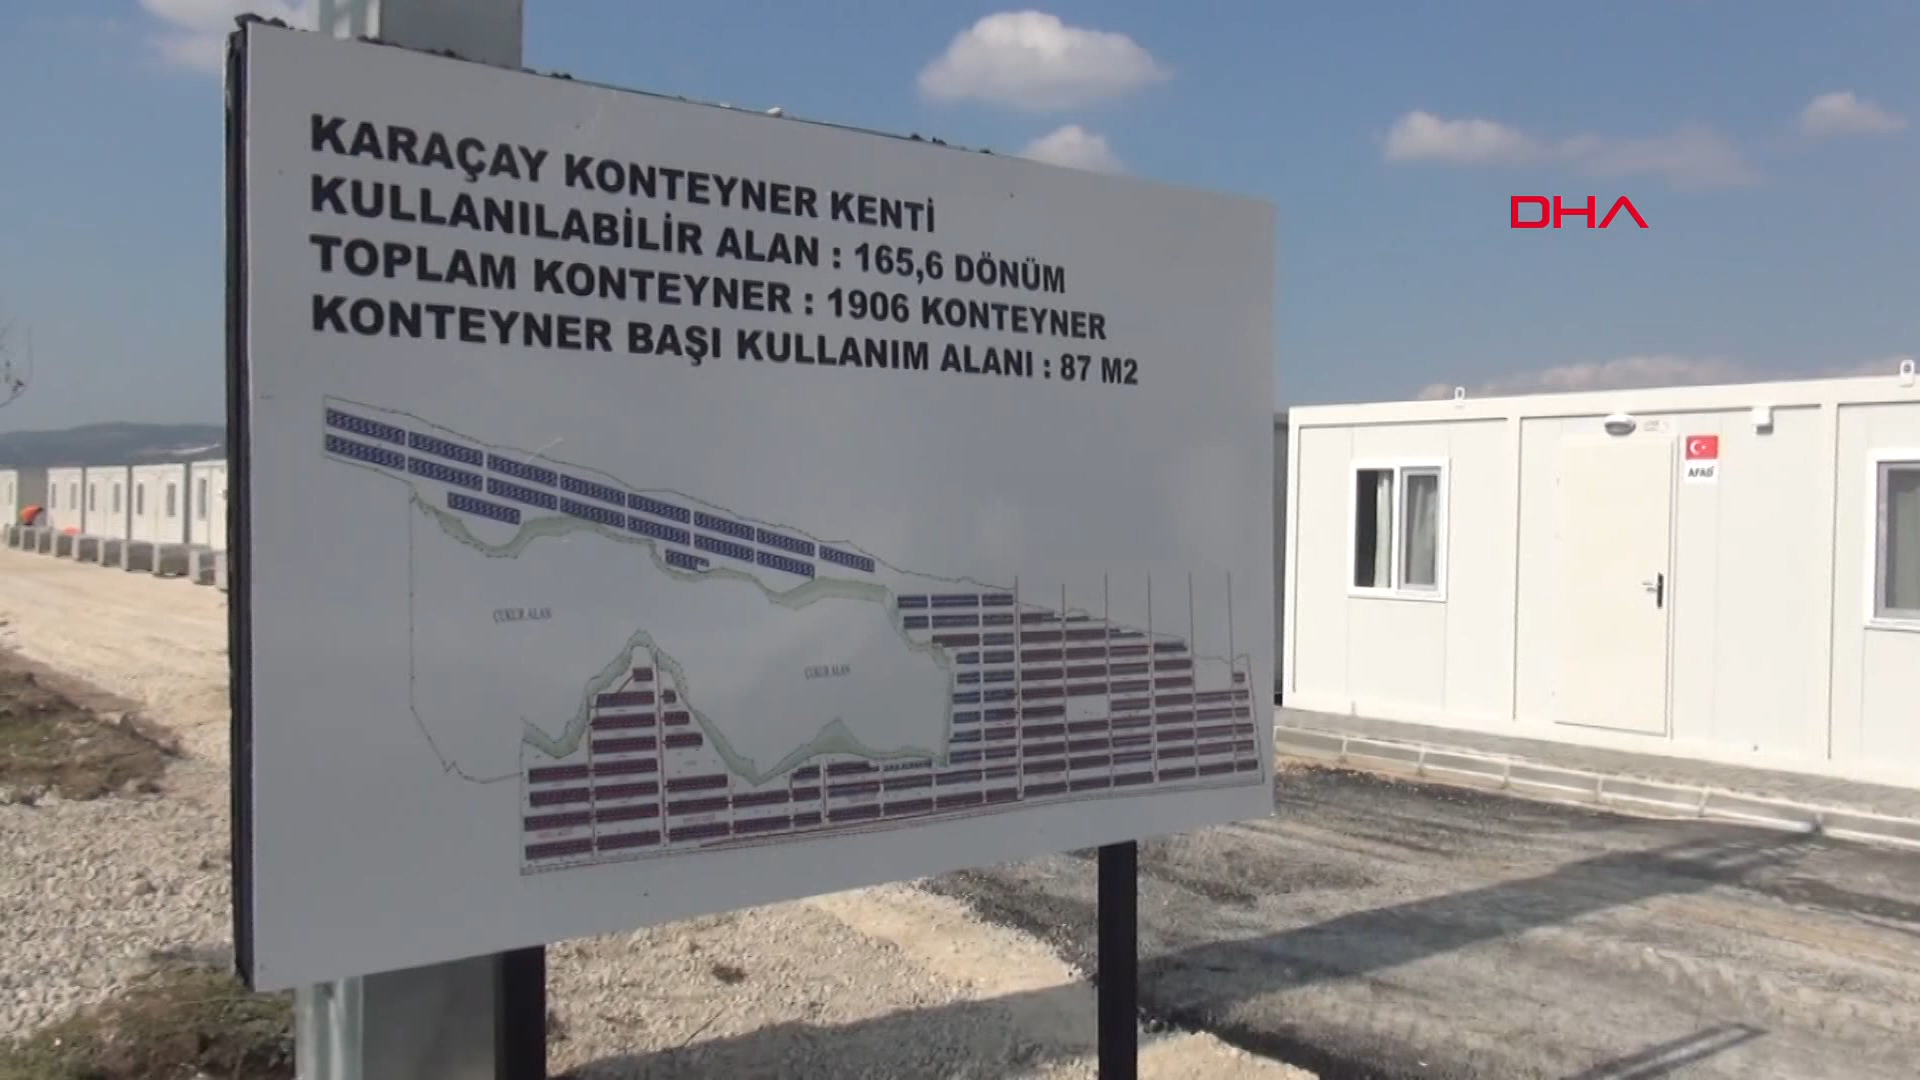 DHA
KARAÇAY KONTEYNER KENTİ
KULLANILABİLİR ALAN : 165,6 DÖNÜM
TOPLAM KONTEYNER : 1906 KONTEYNER
KONTEYNER BAŞI KULLANIM ALANI : 87 M2
ÇUKUR ALAN
ÇUKUR ALAN
AFAD